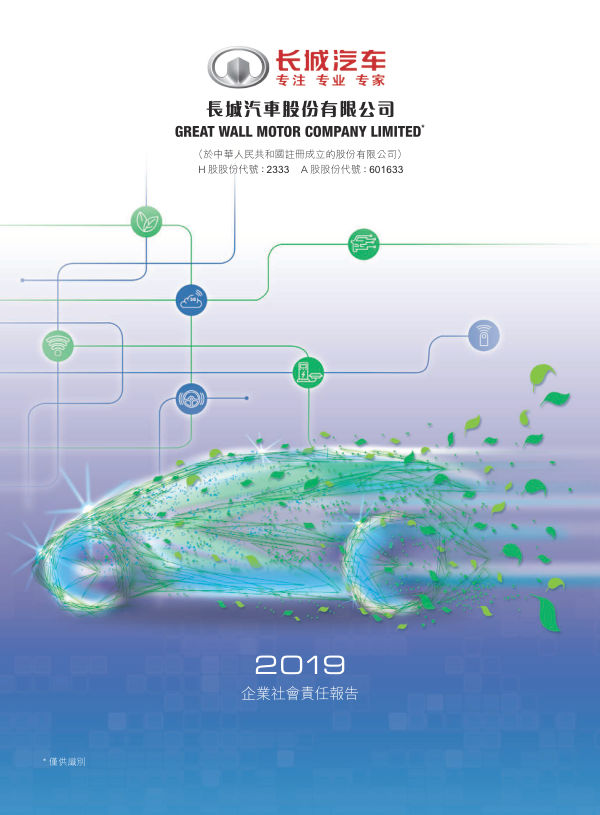 长城汽车
专注 专业 专家
長城汽車股份有限公司
GREAT WALL MOTOR COMPANY LIMITED*
（於中華人民共和國註冊成立的股份有限公司）
H 股股份代號：2333 A 股股份代號：601633
5G
2019
企業社會責任報告
* 僅供識別